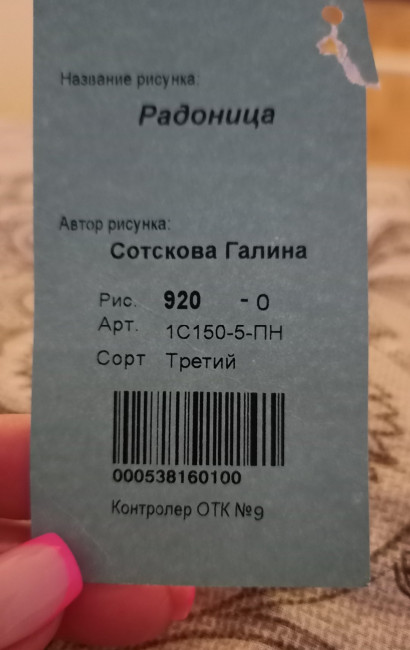 Название рисунка:
Радоница
Автор рисунка:
Сотскова Галина
Рис. 920 - 0
Арт. 1С150-5-ПН
Сорт Третий
000538160100
Контролер ОТК №9